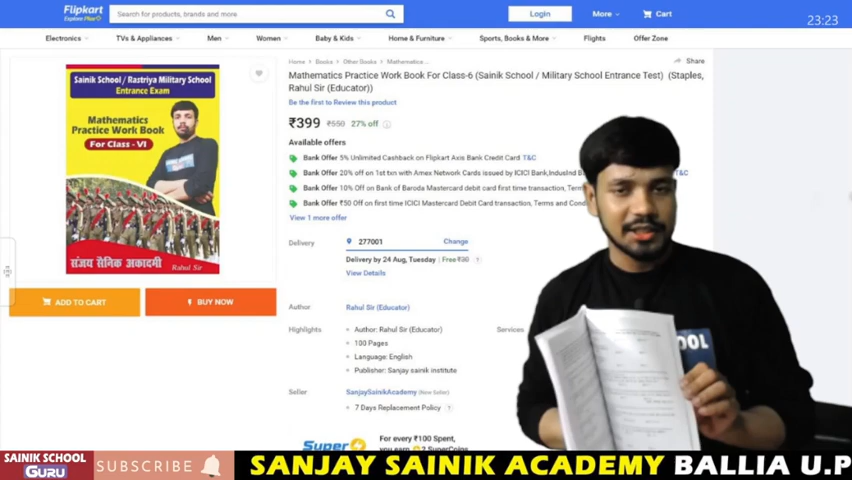 Flipkart
Explore Plus
Search for products, brands and more
Login
More
Cart
23:23
Electronics
TVs & Appliances
Men
Women
Baby & Kids
Home & Furniture
Sports, Books & More
Flights
Offer Zone
Home
Books
Other Books
Mathematics ...
Share
Sainik School / Rastriya Military School
Entrance Exam
Mathematics
Practice Work Book
For Class - VI
संजय सैनिक अकादमी
Rahul Sir
ADD TO CART
BUY NOW
Mathematics Practice Work Book For Class-6 (Sainik School / Military School Entrance Test) (Staples,
Rahul Sir (Educator))
Be the first to Review this product
₹399 ₹550 27% off
Available offers
Bank Offer 5% Unlimited Cashback on Flipkart Axis Bank Credit Card T&C
Bank Offer 20% off on 1st txn with Amex Network Cards issued by ICICI Bank,IndusInd T&C
Bank Offer 10% Off on Bank of Baroda Mastercard debit card first time transaction,
Bank Offer ₹50 Off on first time ICICI Mastercard Debit Card transaction, Terms and
View 1 more offer
Delivery
277001
Change
Delivery by 24 Aug, Tuesday | Free ₹30 ?
View Details
Author
Rahul Sir (Educator)
Highlights
Author: Rahul Sir (Educator)
100 Pages
Language: English
Publisher: Sanjay sainik institute
Services
Seller
SanjaySainikAcademy (New Seller)
7 Days Replacement Policy ?
Super
For every ₹100 Spent,
you earn 2 SuperCoins
SAINIK SCHOOL
GURU
SUBSCRIBE
SANJAY SAINIK ACADEMY BALLIA U.P